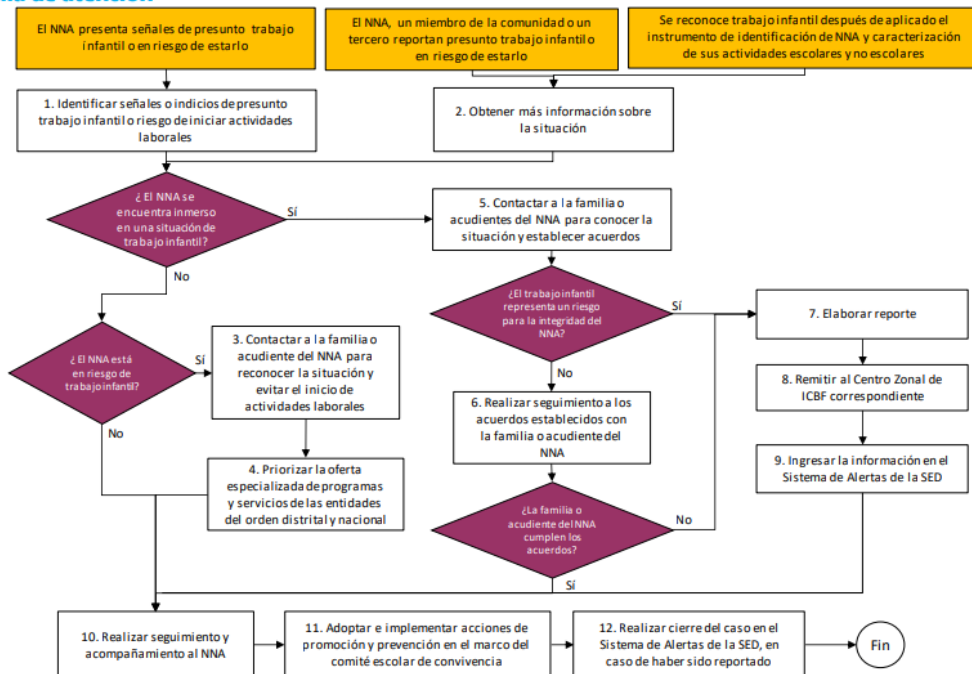 El NNA presenta señales de presunto trabajo
infantil o en riesgo de estarlo
El NNA, un miembro de la comunidad o un
tercero reportan presunto trabajo infantil o
en riesgo de estarlo
Se reconoce trabajo infantil después de aplicado el
instrumento de identificación de NNA y caracterización
de sus actividades escolares y no escolares
1. Identificar señales o indicios de presunto
trabajo infantil o riesgo de iniciar actividades
laborales
2. Obtener más información sobre
la situación
¿ El NNA se
encuentra inmerso
en una situación de
trabajo infantil?
Sí
No
5. Contactar a la familia o
acudientes del NNA para conocer la
situación y establecer acuerdos
¿El trabajo infantil
representa un riesgo
para la integridad del
NNA?
Sí
No
7. Elaborar reporte
¿ El NNA está
en riesgo de
trabajo infantil?
Sí
No
3. Contactar a la familia o
acudiente del NNA para
reconocer la situación y
evitar el inicio de
actividades laborales
8. Remitir al Centro Zonal de
ICBF correspondiente
6. Realizar seguimiento a los
acuerdos establecidos con
la familia o acudiente del
NNA
9. Ingresar la información en el
Sistema de Alertas de la SED
4. Priorizar la oferta
especializada de programas
y servicios de las entidades
del orden distrital y nacional
¿La familia o
acudiente del NNA
cumplen los
acuerdos?
No
Sí
10. Realizar seguimiento y
acompañamiento al NNA
11. Adoptar e implementar acciones de
promoción y prevención en el marco del
comité escolar de convivencia
12. Realizar cierre del caso en el
Sistema de Alertas de la SED, en
caso de haber sido reportado
Fin